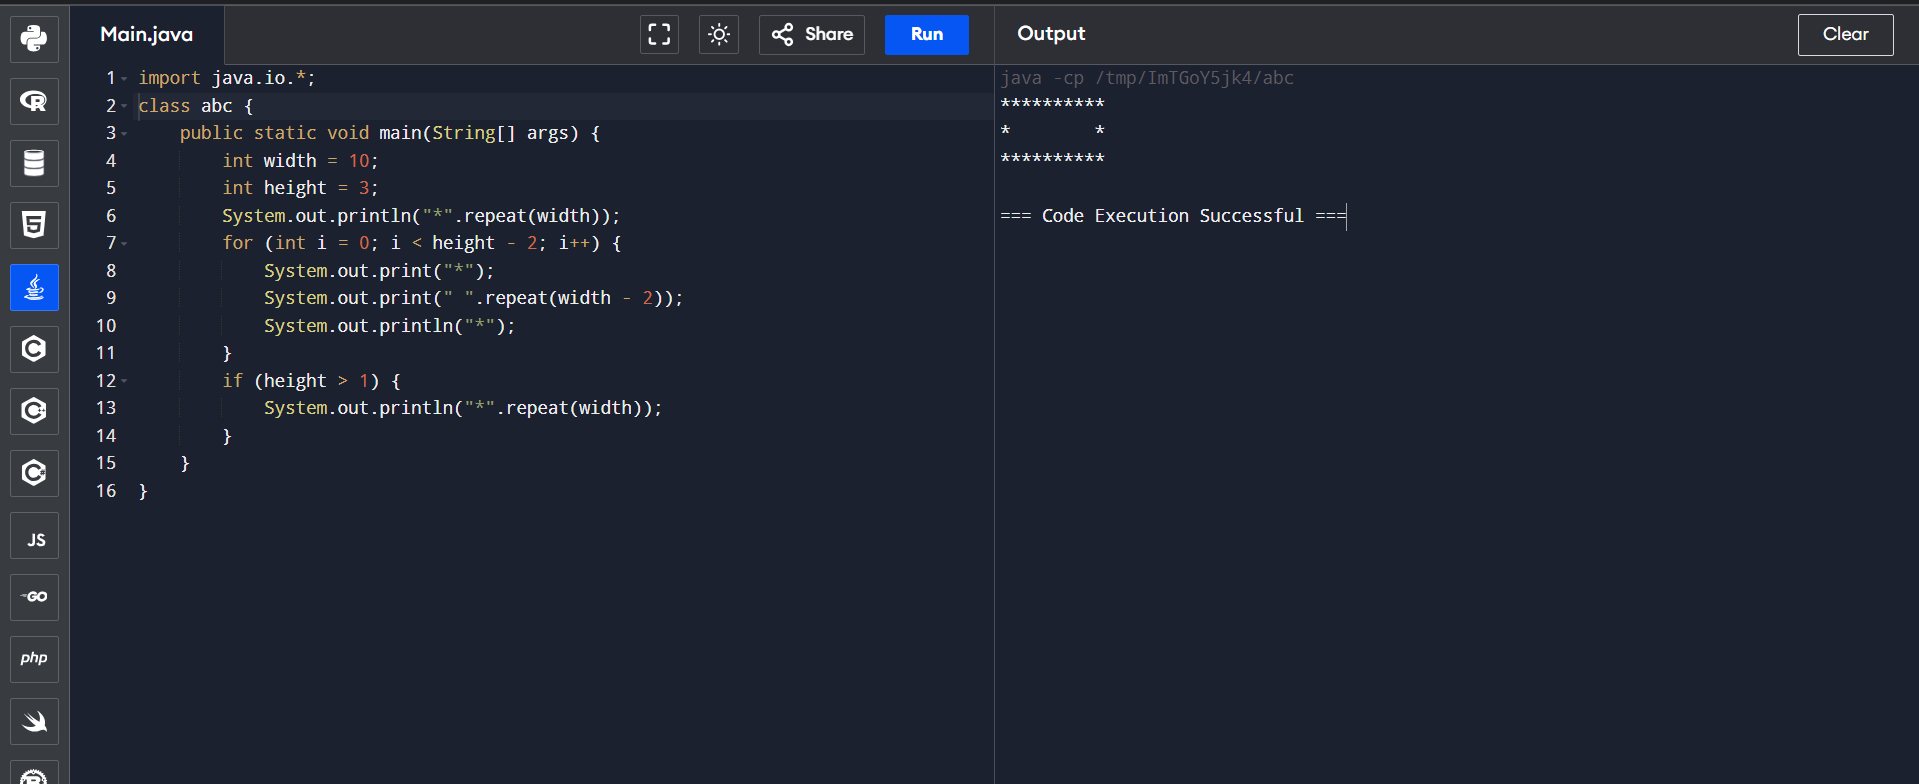 Main.java
Share
Run
Output
Clear
1 import java.io.*;
2 class abc {
3     public static void main(String[] args) {
4         int width = 10;
5         int height = 3;
6         System.out.println("*".repeat(width));
7         for (int i = 0; i < height - 2; i++) {
8             System.out.print("*");
9             System.out.print(" ".repeat(width - 2));
10             System.out.println("*");
11         }
12         if (height > 1) {
13             System.out.println("*".repeat(width));
14         }
15     }
16 }
java -cp /tmp/ImTGoY5jk4/abc
**********
*        *
**********
=== Code Execution Successful ===
R
5
C
C++
C#
JS
GO
php
R